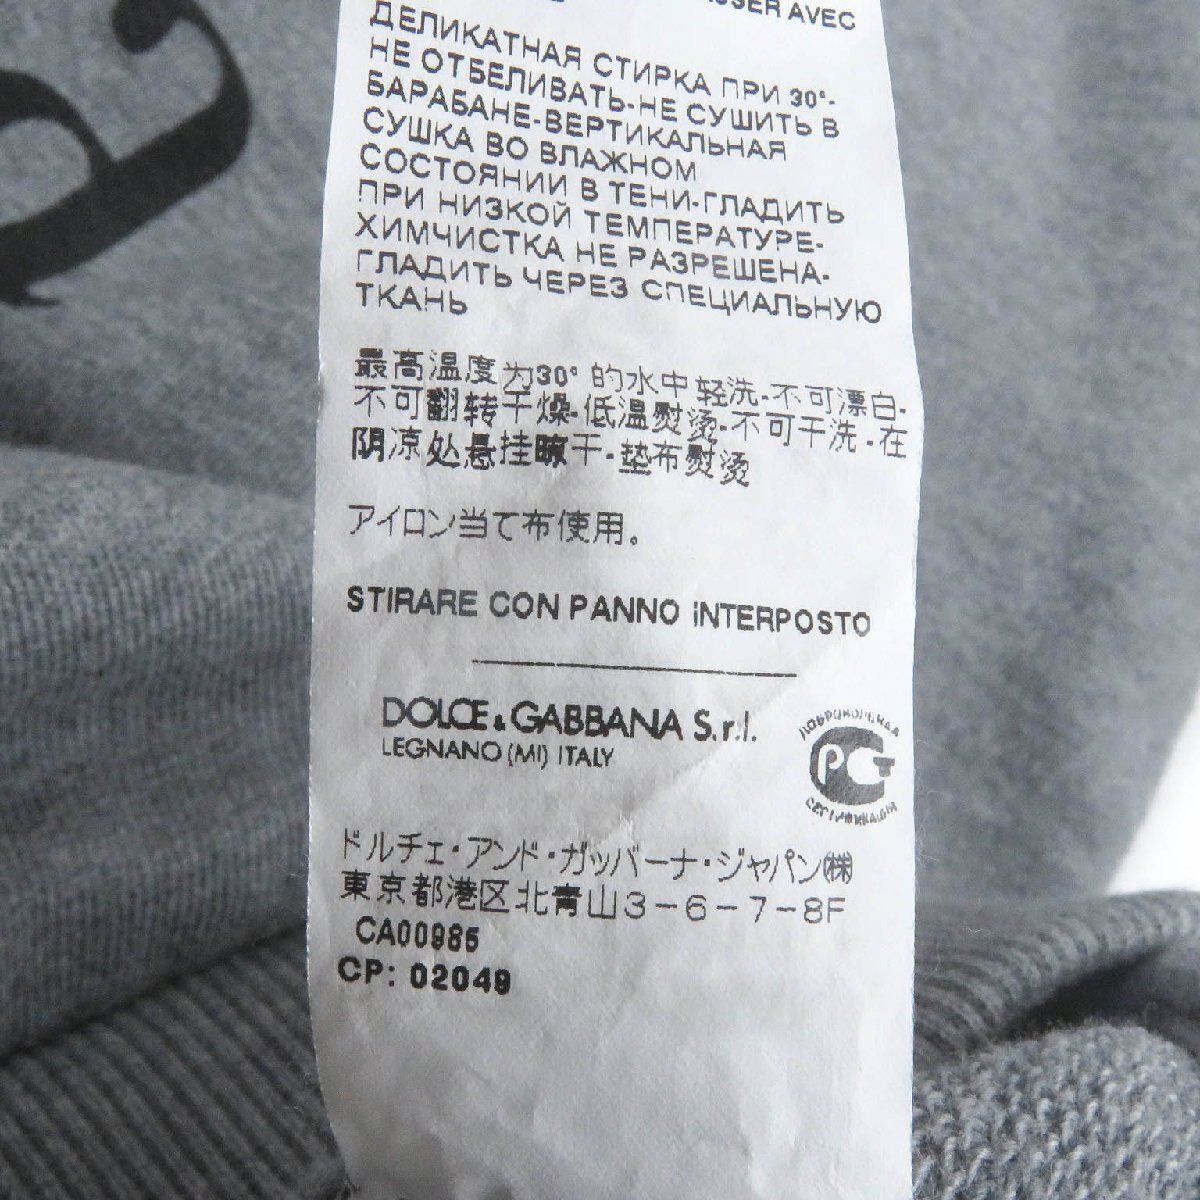 AVEC
ДЕЛИКАТНАЯ СТИРКА ПРИ 30°-
НЕ ОТБЕЛИВАТЬ-НЕ СУШИТЬ В
БАРАБАНЕ-ВЕРТИКАЛЬНАЯ
СУШКА ВО ВЛАЖНОМ
СОСТОЯНИИ В ТЕНИ-ГЛАДИТЬ
ПРИ НИЗКОЙ ТЕМПЕРАТУРЕ-
ХИМЧИСТКА НЕ РАЗРЕШЕНА-
ГЛАДИТЬ ЧЕРЕЗ СПЕЦИАЛЬНУЮ
ТКАНЬ
最高温度为30°的水中轻洗-不可漂白-
不可翻转干燥-低温熨烫-不可干洗-在
阴凉处悬挂晾干-垫布熨烫
アイロン当て布使用。
STIRARE CON PANNO INTERPOSTO
DOLCE & GABBANA S.r.l.
LEGNANO (MI) ITALY
ДОБРОВОЛЬНАЯ
РСТ
СЕРТИФИКАЦИЯ
ドルチェ・アンド・ガッバーナ・ジャパン㈱
東京都港区北青山3-6-7-8F
CA00985
CP: 02049